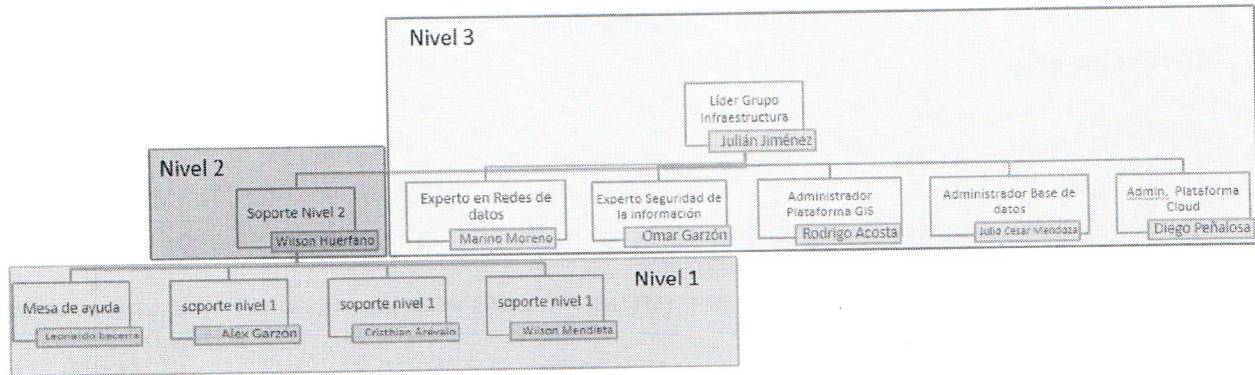 Nivel 3
Líder Grupo
Infraestructura
Julián Jiménez
Nivel 2
Soporte Nivel 2
Wilson Huerfano
Experto en Redes de
datos
Marino Moreno
Experto Seguridad de
la información
Omar Garzón
Administrador
Plataforma GIS
Rodrigo Acosta
Administrador Base de
datos
Julio Cesar Mendoza
Admin. Plataforma
Cloud
Diego Peñalosa
Nivel 1
Mesa de ayuda
Leonardo becerra
soporte nivel 1
Alex Garzón
soporte nivel 1
Cristhian Arévalo
soporte nivel 1
Wilson Mendieta